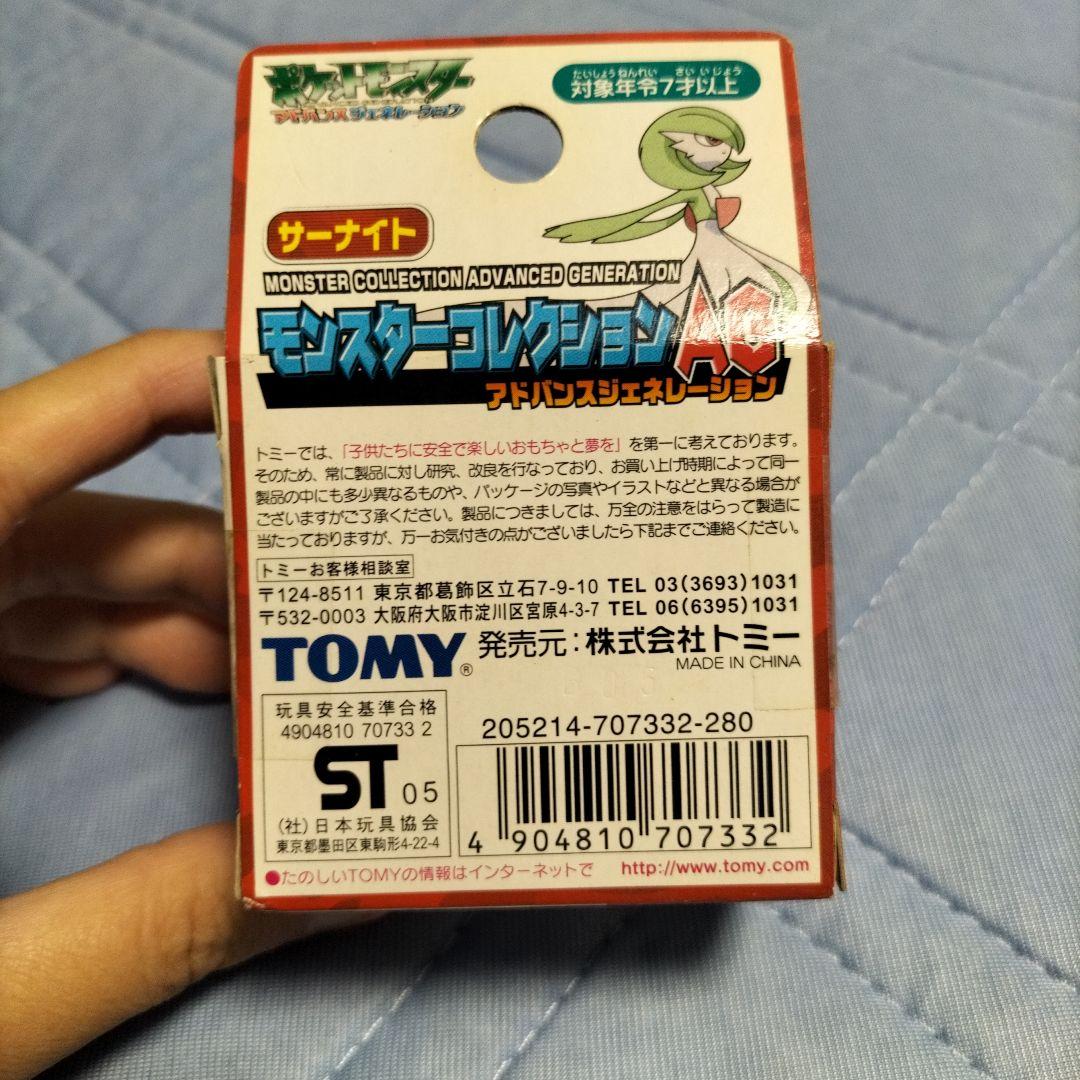 ポケットモンスター
アドバンスジェネレーション
たいしょうねんれい さいいじょう
対象年令7才以上
サーナイト
MONSTER COLLECTION ADVANCED GENERATION
モンスターコレクションAG
アドバンスジェネレーション
トミーでは、「子供たちに安全で楽しいおもちゃと夢を」を第一に考えております。
そのため、常に製品に対し研究、改良を行なっており、お買い上げ時期によって同一
製品の中にも多少異なるものや、パッケージの写真やイラストなどと異なる場合が
ございますがご了承ください。製品につきましては、万全の注意をはらって製造に
当たっておりますが、万一お気付きの点がございましたら下記までご連絡ください。
トミーお客様相談室
〒124-8511 東京都葛飾区立石7-9-10 TEL 03(3693)1031
〒532-0003 大阪府大阪市淀川区宮原4-3-7 TEL 06(6395)1031
TOMY® 発売元:株式会社トミー
MADE IN CHINA
玩具安全基準合格
4904810 70733 2
ST 05
(社)日本玩具協会
東京都墨田区東駒形4-22-4
205214-707332-280
4 904810 707332
●たのしいTOMYの情報はインターネットで http://www.tomy.com